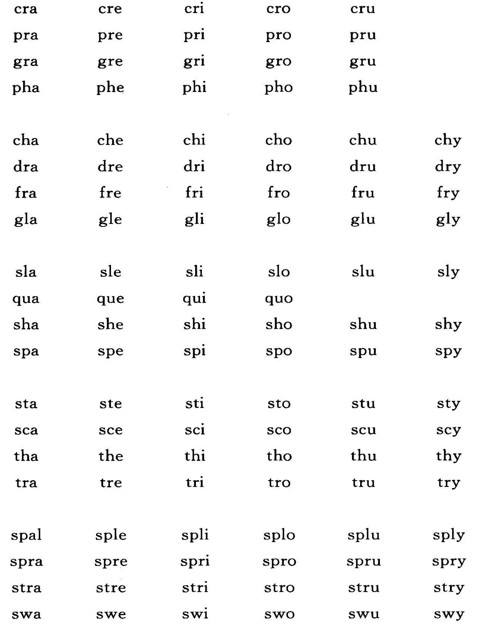 cra cre cri cro cru
pra pre pri pro pru
gra gre gri gro gru
pha phe phi pho phu
cha che chi cho chu chy
dra dre dri dro dru dry
fra fre fri fro fru fry
gla gle gli glo glu gly
sla sle sli slo slu sly
qua que qui quo
sha she shi sho shu shy
spa spe spi spo spu spy
sta ste sti sto stu sty
sca sce sci sco scu scy
tha the thi tho thu thy
tra tre tri tro tru try
spal sple spli splo splu sply
spra spre spri spro spru spry
stra stre stri stro stru stry
swa swe swi swo swu swy